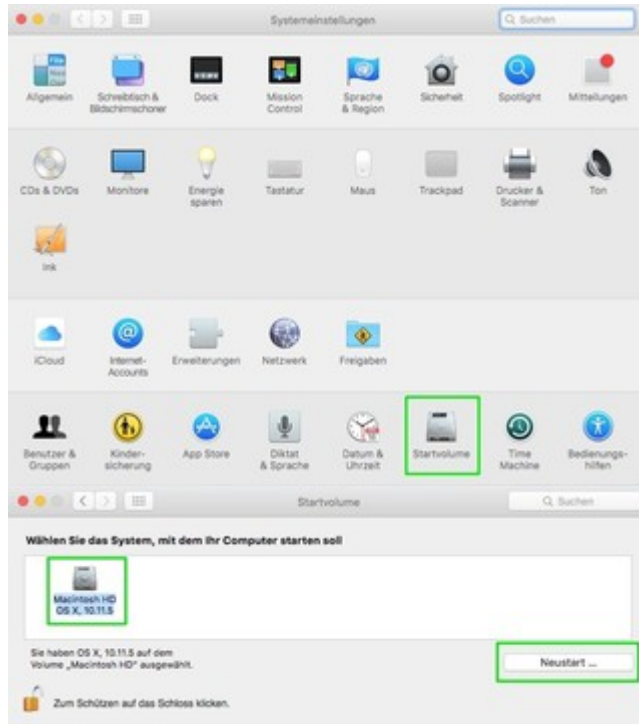 Systemeinstellungen
Suchen
Allgemein
Schreibtisch &
Bildschirmschoner
Dock
Mission
Control
Sprache
& Region
Sicherheit
Spotlight
Mitteilungen
CDs & DVDs
Monitore
Energie
sparen
Tastatur
Maus
Trackpad
Drucker &
Scanner
Ton
Ink
iCloud
Internet-
Accounts
Erweiterungen
Netzwerk
Freigaben
Benutzer &
Gruppen
Kinder-
sicherung
App Store
Diktat
& Sprache
Datum &
Uhrzeit
Startvolume
Time
Machine
Bedienungs-
hilfen
Startvolume
Suchen
Wählen Sie das System, mit dem Ihr Computer starten soll
Macintosh HD
OS X, 10.11.5
Sie haben OS X, 10.11.5 auf dem
Volume „Macintosh HD“ ausgewählt.
Neustart ...
Zum Schützen auf das Schloss klicken.